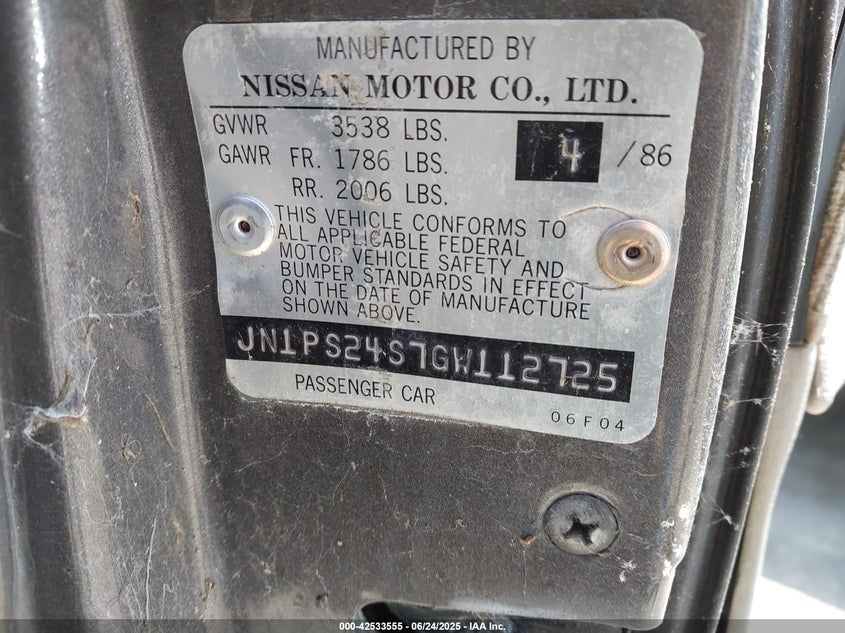 MANUFACTURED BY
NISSAN MOTOR CO., LTD.
GVWR 3538 LBS. 4 / 86
GAWR FR. 1786 LBS.
RR. 2006 LBS.
THIS VEHICLE CONFORMS TO
ALL APPLICABLE FEDERAL
MOTOR VEHICLE SAFETY AND
BUMPER STANDARDS IN EFFECT
ON THE DATE OF MANUFACTURE
SHOWN ABOVE.
JN1PS24S7GW112725
PASSENGER CAR
06F04
000-42533555 - 06/24/2025 - IAA Inc.